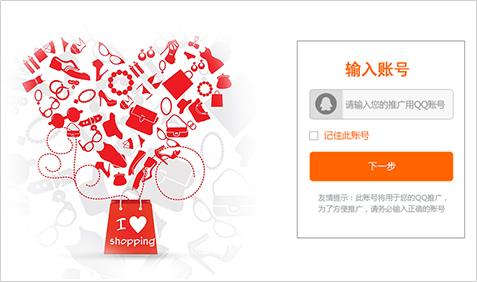 I
shopping
输入账号
请输入您的推广用QQ账号
记住此账号
下一步
友情提示：此账号将用于您的QQ推广，
为了方便推广，请务必输入正确的账号